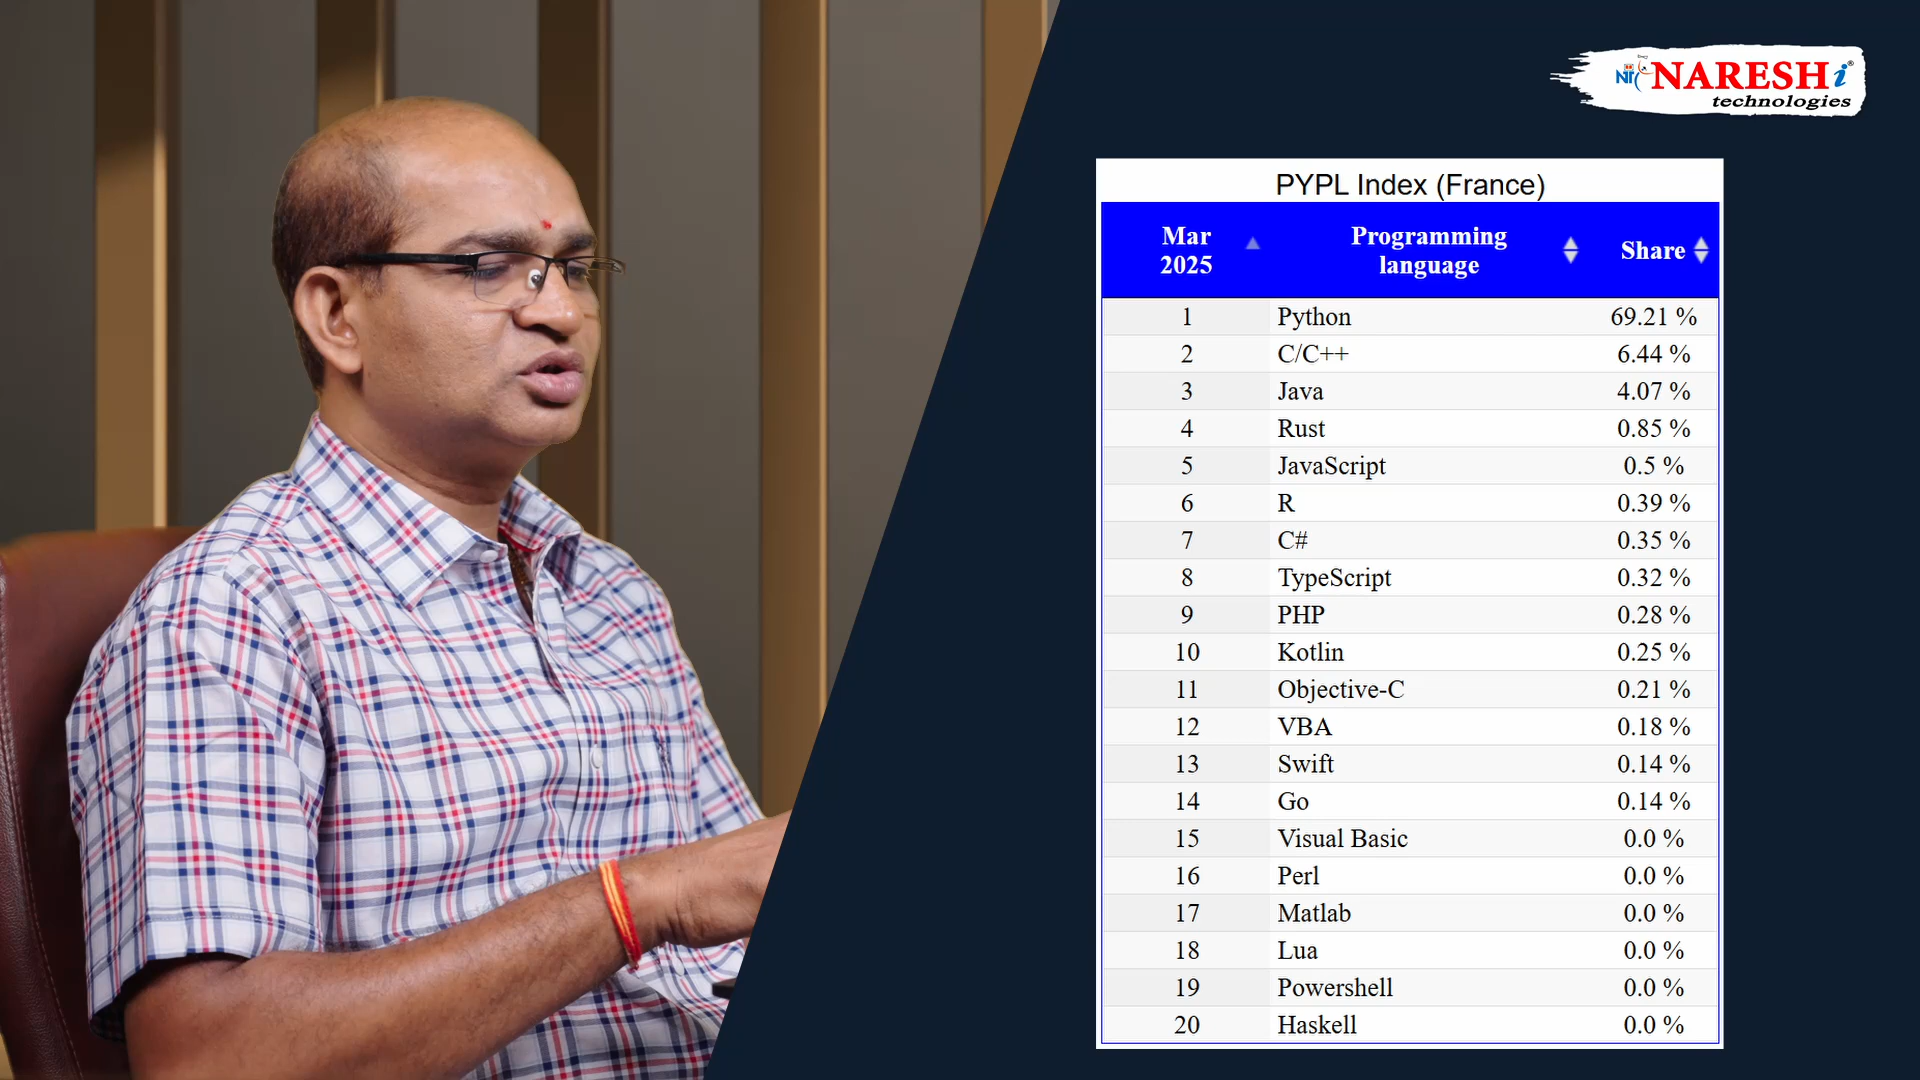 NARESHi®
technologies
PYPL Index (France)
Mar 2025 Programming language Share
1 Python 69.21 %
2 C/C++ 6.44 %
3 Java 4.07 %
4 Rust 0.85 %
5 JavaScript 0.5 %
6 R 0.39 %
7 C# 0.35 %
8 TypeScript 0.32 %
9 PHP 0.28 %
10 Kotlin 0.25 %
11 Objective-C 0.21 %
12 VBA 0.18 %
13 Swift 0.14 %
14 Go 0.14 %
15 Visual Basic 0.0 %
16 Perl 0.0 %
17 Matlab 0.0 %
18 Lua 0.0 %
19 Powershell 0.0 %
20 Haskell 0.0 %